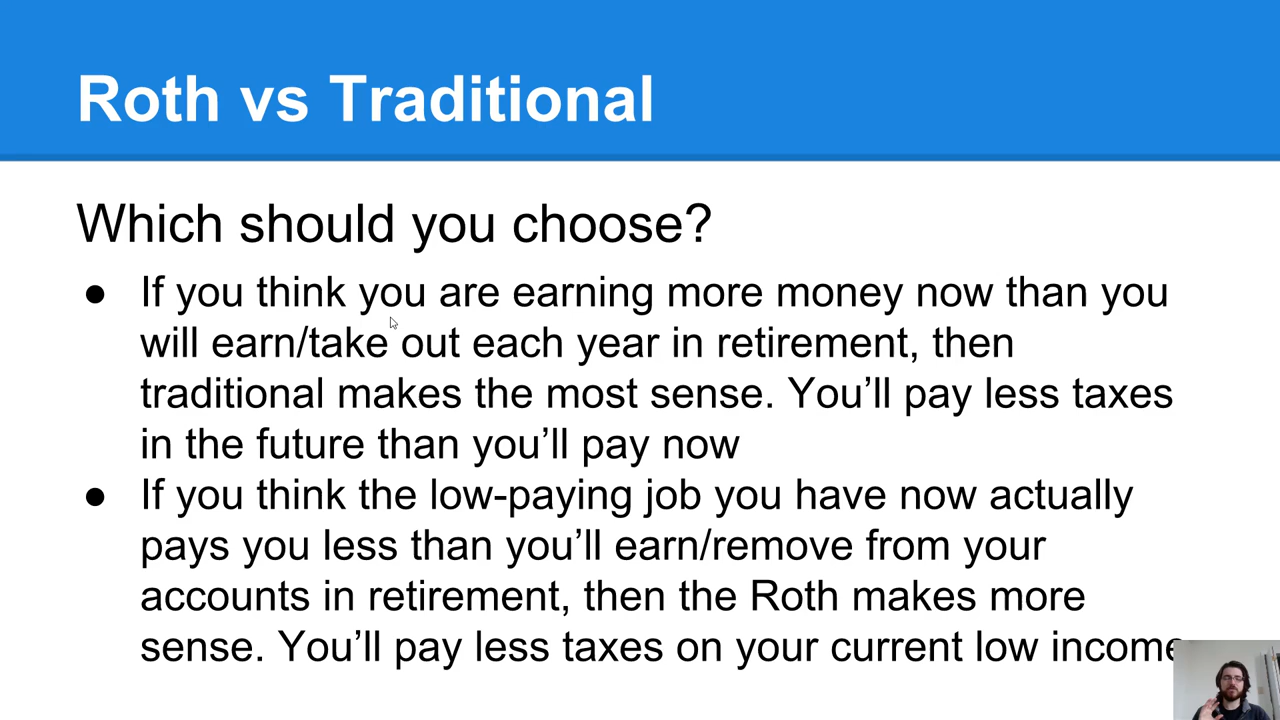 Roth vs Traditional
Which should you choose?
● If you think you are earning more money now than you
will earn/take out each year in retirement, then
traditional makes the most sense. You’ll pay less taxes
in the future than you’ll pay now
● If you think the low-paying job you have now actually
pays you less than you’ll earn/remove from your
accounts in retirement, then the Roth makes more
sense. You’ll pay less taxes on your current low income